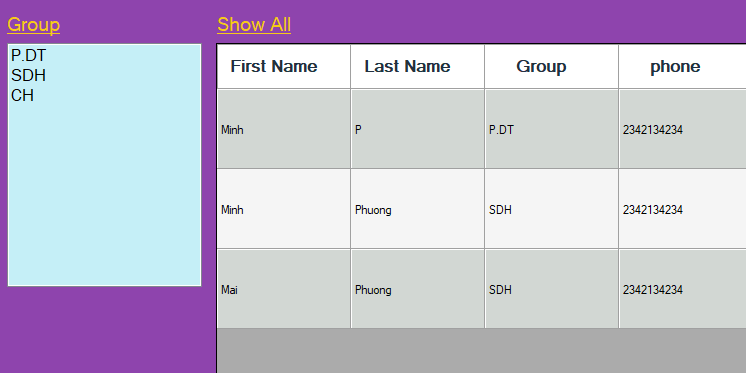 Group
P.DT
SDH
CH
Show All
First Name Last Name Group phone
Minh P P.DT 2342134234
Minh Phuong SDH 2342134234
Mai Phuong SDH 2342134234